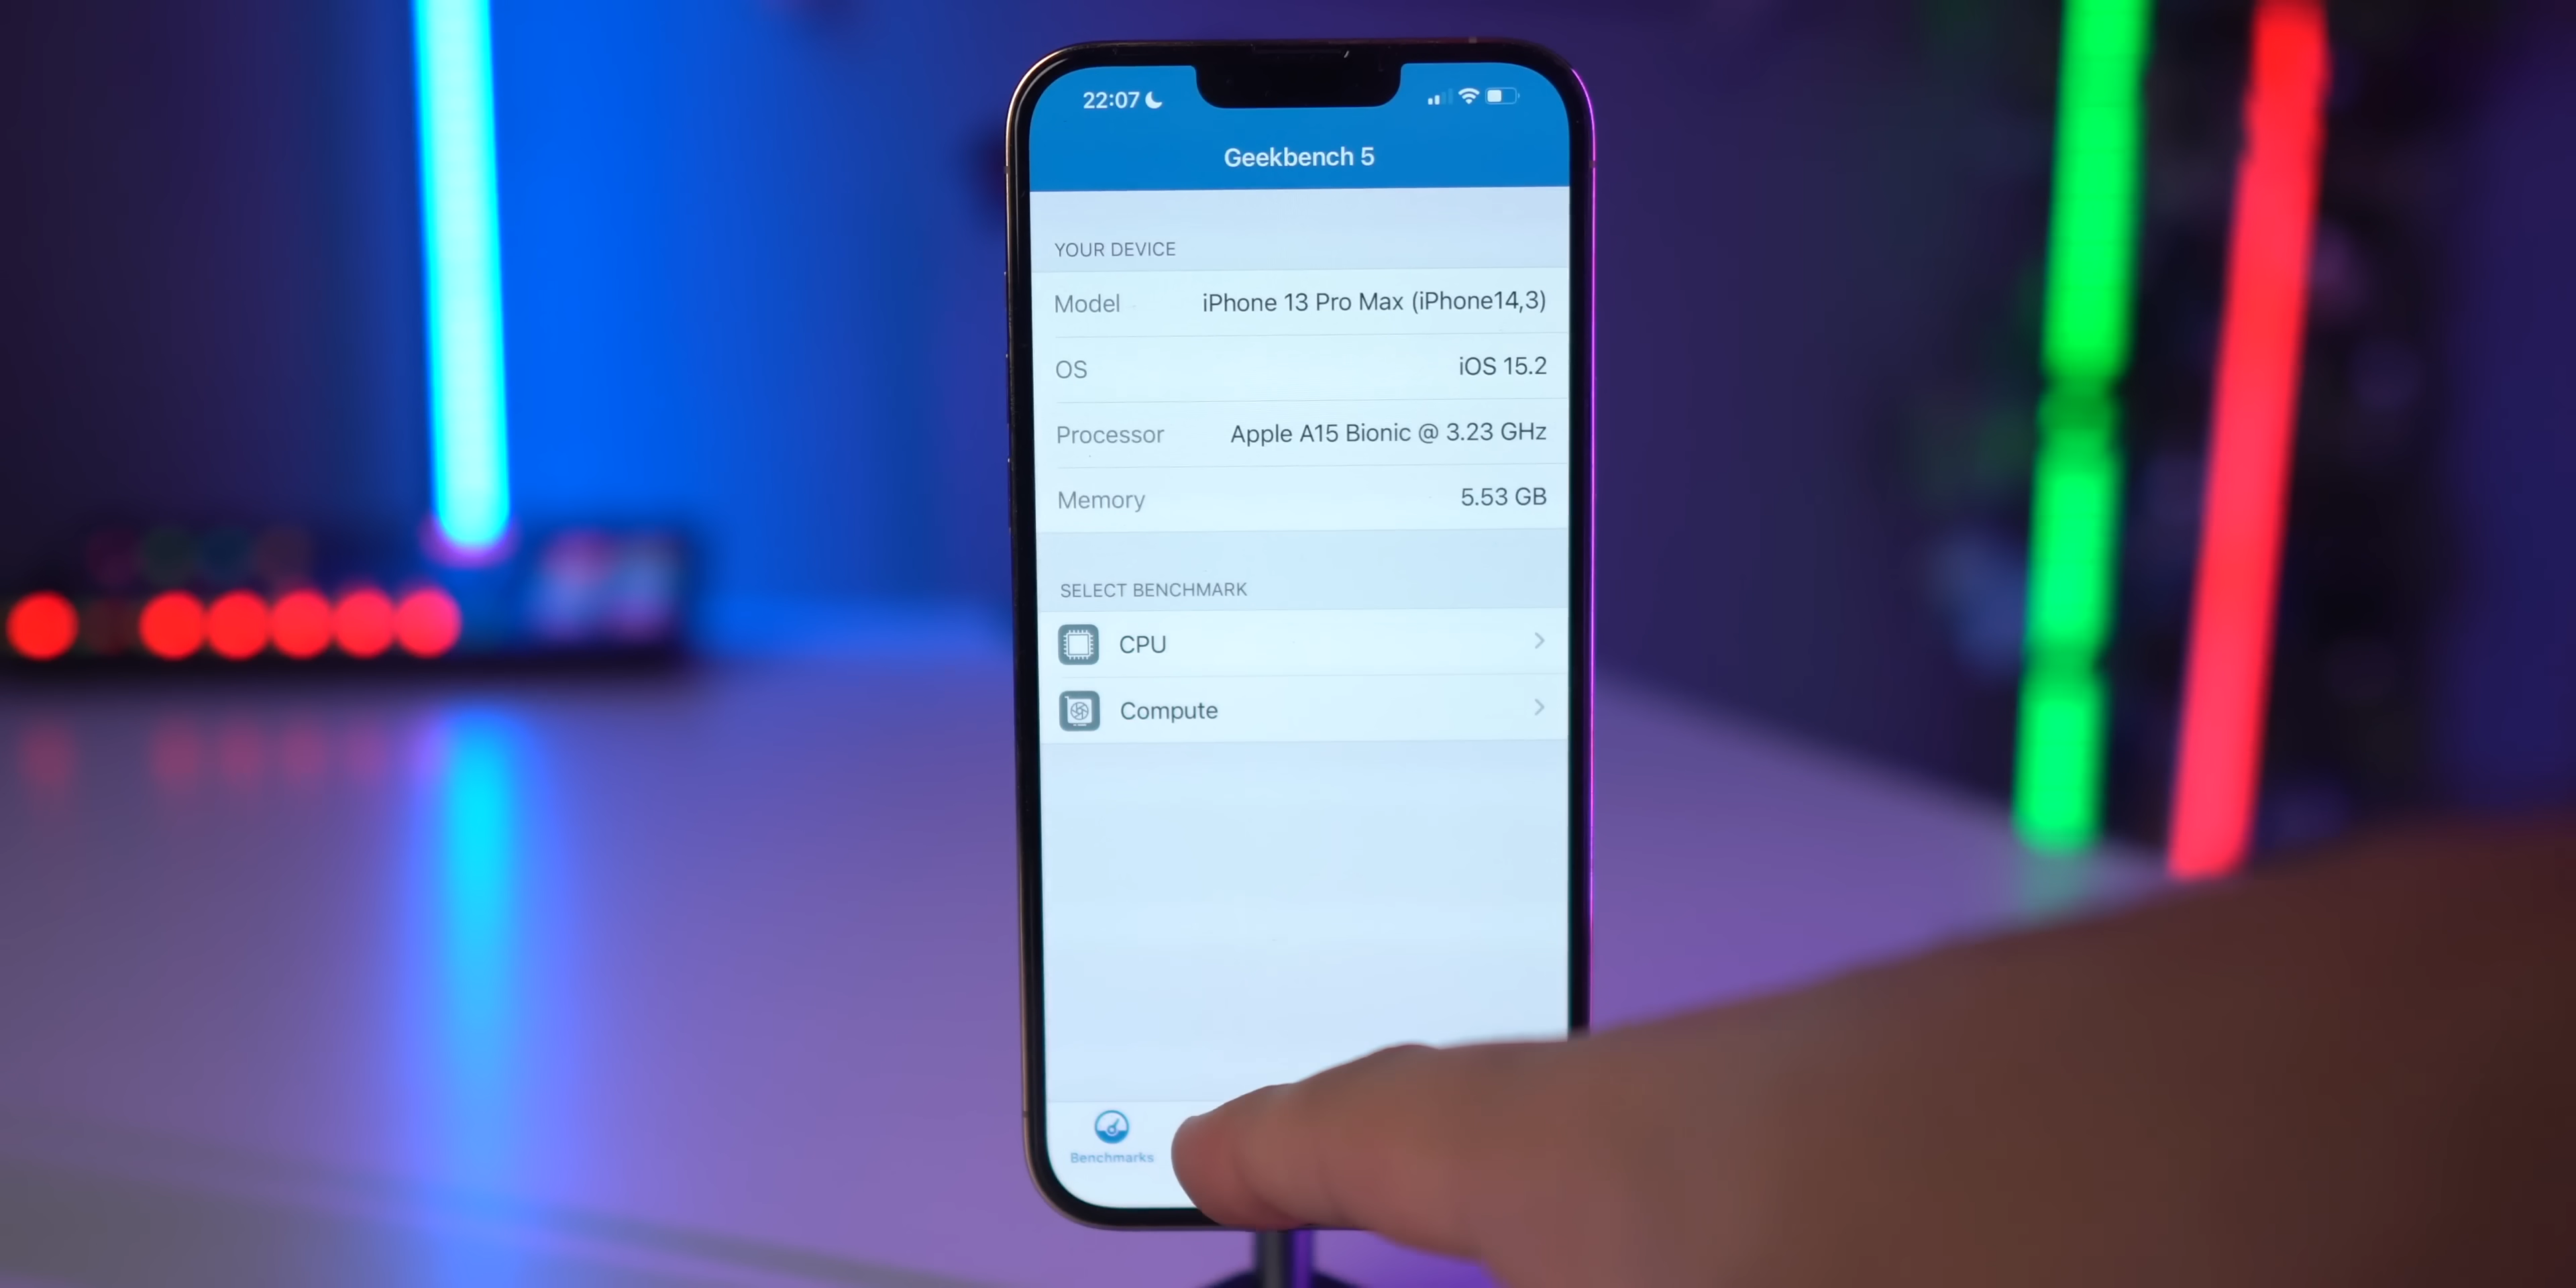 22:07
Geekbench 5
YOUR DEVICE
Model iPhone 13 Pro Max (iPhone14,3)
OS iOS 15.2
Processor Apple A15 Bionic @ 3.23 GHz
Memory 5.53 GB
SELECT BENCHMARK
CPU
Compute
Benchmarks